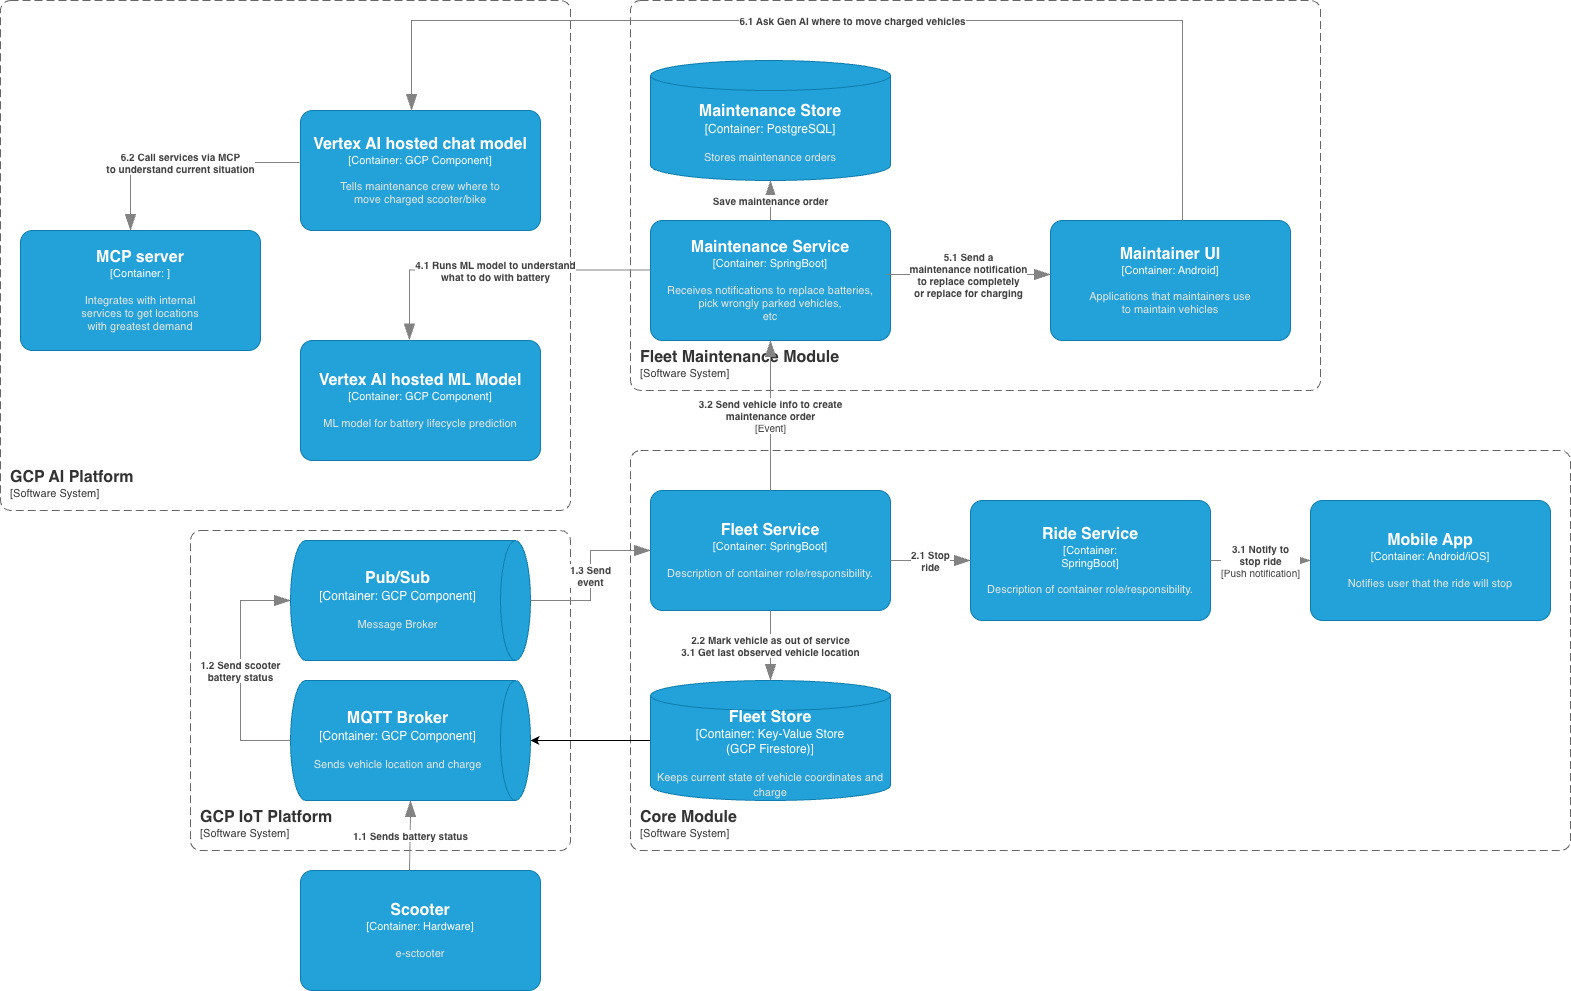 6.1 Ask Gen AI where to move charged vehicles
Vertex AI hosted chat model
[Container: GCP Component]
Tells maintenance crew where to
move charged scooter/bike
6.2 Call services via MCP
to understand current situation
MCP server
[Container: ]
Integrates with internal
services to get locations
with greatest demand
4.1 Runs ML model to understand
what to do with battery
Vertex AI hosted ML Model
[Container: GCP Component]
ML model for battery lifecycle prediction
GCP AI Platform
[Software System]
Maintenance Store
[Container: PostgreSQL]
Stores maintenance orders
Save maintenance order
Maintenance Service
[Container: SpringBoot]
Receives notifications to replace batteries,
pick wrongly parked vehicles,
etc
5.1 Send a
maintenance notification
to replace completely
or replace for charging
Maintainer UI
[Container: Android]
Applications that maintainers use
to maintain vehicles
Fleet Maintenance Module
[Software System]
3.2 Send vehicle info to create
maintenance order
[Event]
Pub/Sub
[Container: GCP Component]
Message Broker
1.3 Send
event
1.2 Send scooter
battery status
MQTT Broker
[Container: GCP Component]
Sends vehicle location and charge
GCP IoT Platform
[Software System]
1.1 Sends battery status
Scooter
[Container: Hardware]
e-sctooter
Fleet Service
[Container: SpringBoot]
Description of container role/responsibility.
2.1 Stop
ride
Ride Service
[Container:
SpringBoot]
Description of container role/responsibility.
3.1 Notify to
stop ride
[Push notification]
Mobile App
[Container: Android/iOS]
Notifies user that the ride will stop
2.2 Mark vehicle as out of service
3.1 Get last observed vehicle location
Fleet Store
[Container: Key-Value Store
(GCP Firestore)]
Keeps current state of vehicle coordinates and
charge
Core Module
[Software System]